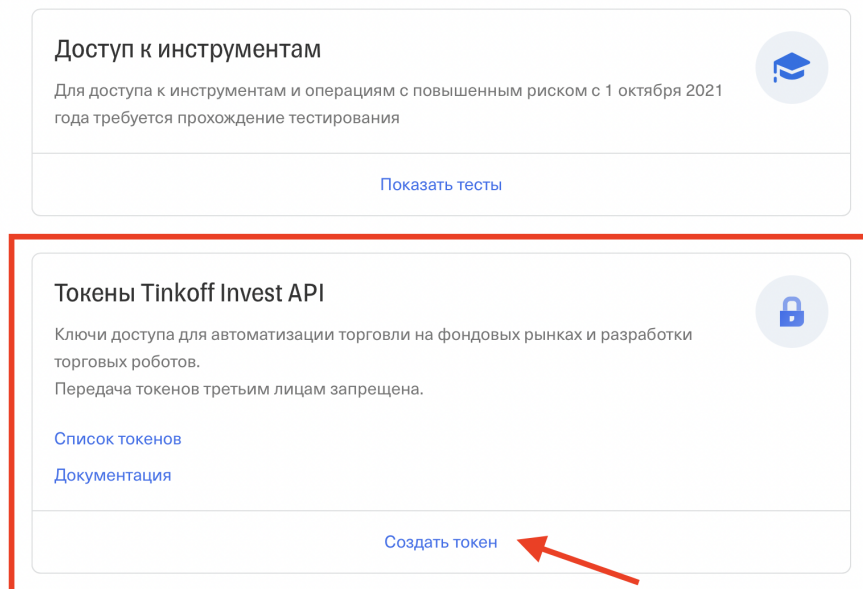 Доступ к инструментам
Для доступа к инструментам и операциям с повышенным риском с 1 октября 2021
года требуется прохождение тестирования
Показать тесты
Токены Tinkoff Invest API
Ключи доступа для автоматизации торговли на фондовых рынках и разработки
торговых роботов.
Передача токенов третьим лицам запрещена.
Список токенов
Документация
Создать токен